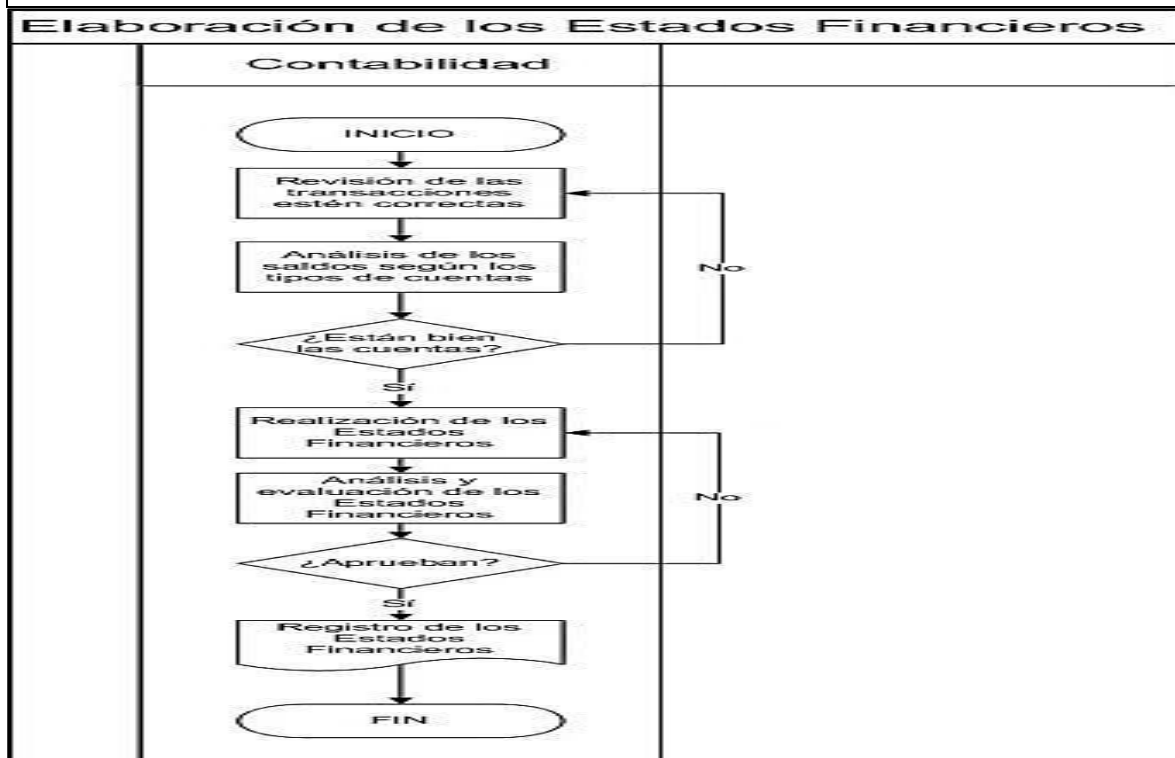 Elaboración de los Estados Financieros
Contabilidad
INICIO
Revisión de las
transacciones
estén correctas
Análisis de los
saldos según los
tipos de cuentas
No
¿Están bien
las cuentas?
Sí
Realización de los
Estados
Financieros
Análisis y
evaluación de los
Estados
Financieros
No
¿Aprueban?
Sí
Registro de los
Estados
Financieros
FIN